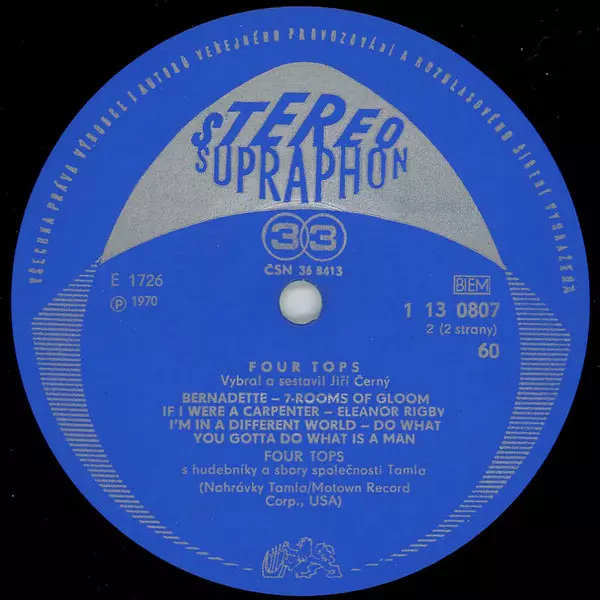 VŠECHNA PRÁVA VÝROBCE I AUTORŮ VEŘEJNÉHO PROVOZOVÁNÍ A ROZHLASOVÉHO ŠÍŘENÍ VYHRAZENA
STEREO
SUPRAPHON
33
ČSN 36 8413
E 1726
Ⓟ 1970
BIEM
1 13 0807
2 (2 strany)
60
FOUR TOPS
Vybral a sestavil Jiří Černý
BERNADETTE – 7-ROOMS OF GLOOM
IF I WERE A CARPENTER – ELEANOR RIGBY
I'M IN A DIFFERENT WORLD – DO WHAT
YOU GOTTA DO WHAT IS A MAN
FOUR TOPS
s hudebníky a sbory společnosti Tamla
(Nahrávky Tamla/Motown Record
Corp., USA)